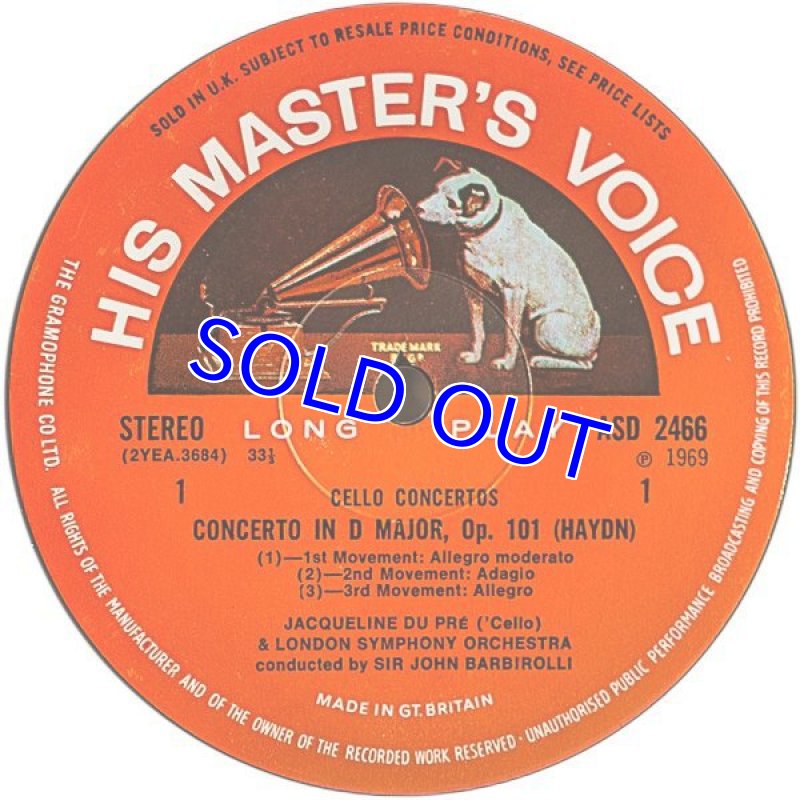 SOLD IN U.K. SUBJECT TO RESALE PRICE CONDITIONS, SEE PRICE LISTS
HIS MASTER'S VOICE
TRADE MARK
REGD
SOLD OUT
STEREO LONG PLAY ASD 2466
(2YEA.3684) 33⅓ ℗ 1969
1 1
CELLO CONCERTOS
CONCERTO IN D MAJOR, Op. 101 (HAYDN)
(1)—1st Movement: Allegro moderato
(2)—2nd Movement: Adagio
(3)—3rd Movement: Allegro
JACQUELINE DU PRÉ ('Cello)
& LONDON SYMPHONY ORCHESTRA
conducted by SIR JOHN BARBIROLLI
MADE IN GT. BRITAIN
THE GRAMOPHONE CO LTD. ALL RIGHTS OF THE MANUFACTURER AND OF THE OWNER OF THE RECORDED WORK RESERVED · UNAUTHORISED PUBLIC PERFORMANCE BROADCASTING AND COPYING OF THIS RECORD PROHIBITED